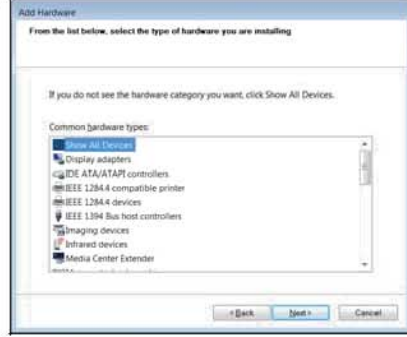 Add Hardware
From the list below, select the type of hardware you are installing
If you do not see the hardware category you want, click Show All Devices.
Common hardware types:
Show All Devices
Display adapters
IDE ATA/ATAPI controllers
IEEE 1284.4 compatible printer
IEEE 1284.4 devices
IEEE 1394 Bus host controllers
Imaging devices
Infrared devices
Media Center Extender
< Back
Next >
Cancel